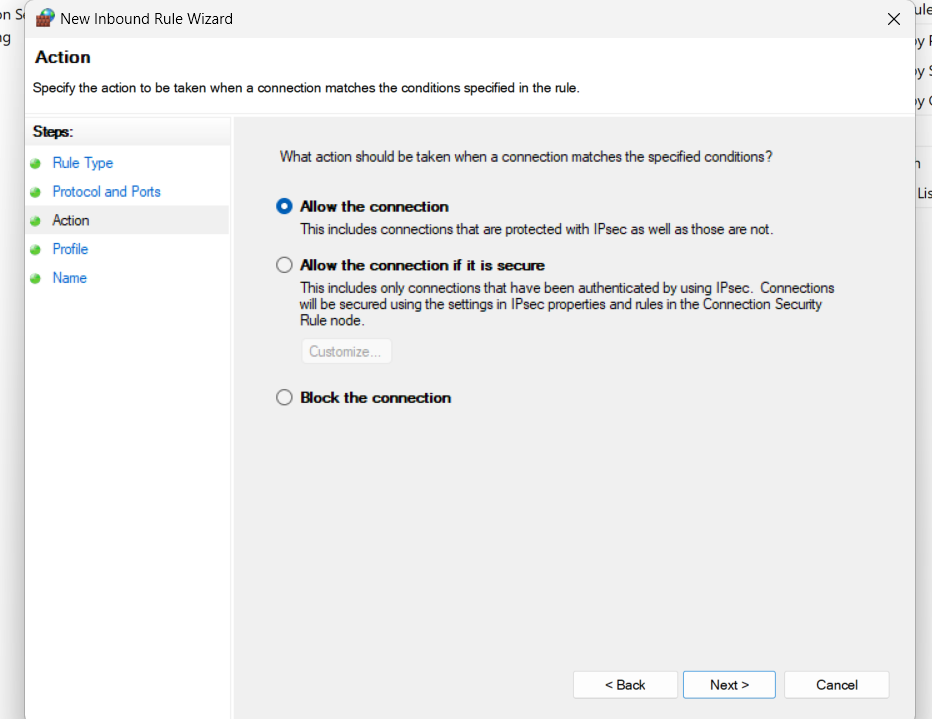 New Inbound Rule Wizard
Action
Specify the action to be taken when a connection matches the conditions specified in the rule.
Steps:
Rule Type
Protocol and Ports
Action
Profile
Name
What action should be taken when a connection matches the specified conditions?
Allow the connection
This includes connections that are protected with IPsec as well as those are not.
Allow the connection if it is secure
This includes only connections that have been authenticated by using IPsec. Connections
will be secured using the settings in IPsec properties and rules in the Connection Security
Rule node.
Customize...
Block the connection
< Back
Next >
Cancel